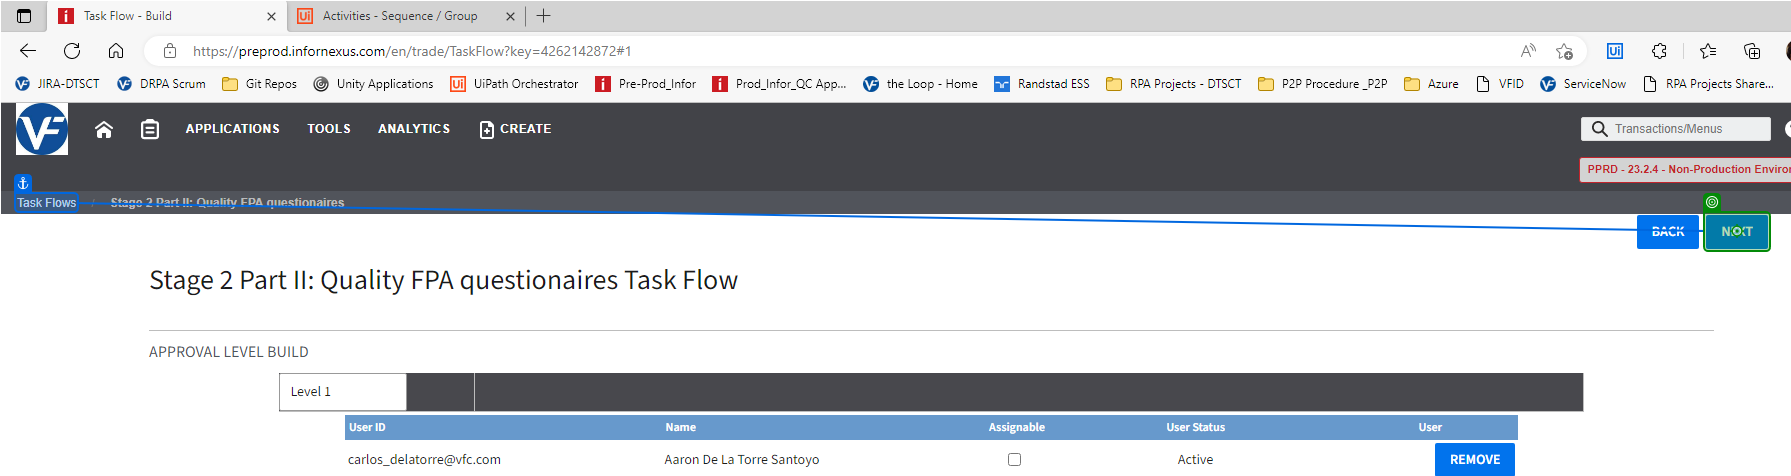 Task Flow - Build
Activities - Sequence / Group
https://preprod.infornexus.com/en/trade/TaskFlow?key=4262142872#1
JIRA-DTSCT DRPA Scrum Git Repos Unity Applications UiPath Orchestrator Pre-Prod_Infor Prod_Infor_QC App... the Loop - Home Randstad ESS RPA Projects - DTSCT P2P Procedure _P2P Azure VFID ServiceNow RPA Projects Share...
APPLICATIONS TOOLS ANALYTICS CREATE Transactions/Menus
PPRD - 23.2.4 - Non-Production Enviro
Task Flows / Stage 2 Part II: Quality FPA questionaires
BACK NEXT
Stage 2 Part II: Quality FPA questionaires Task Flow
APPROVAL LEVEL BUILD
Level 1
User ID Name Assignable User Status User
carlos_delatorre@vfc.com Aaron De La Torre Santoyo Active REMOVE